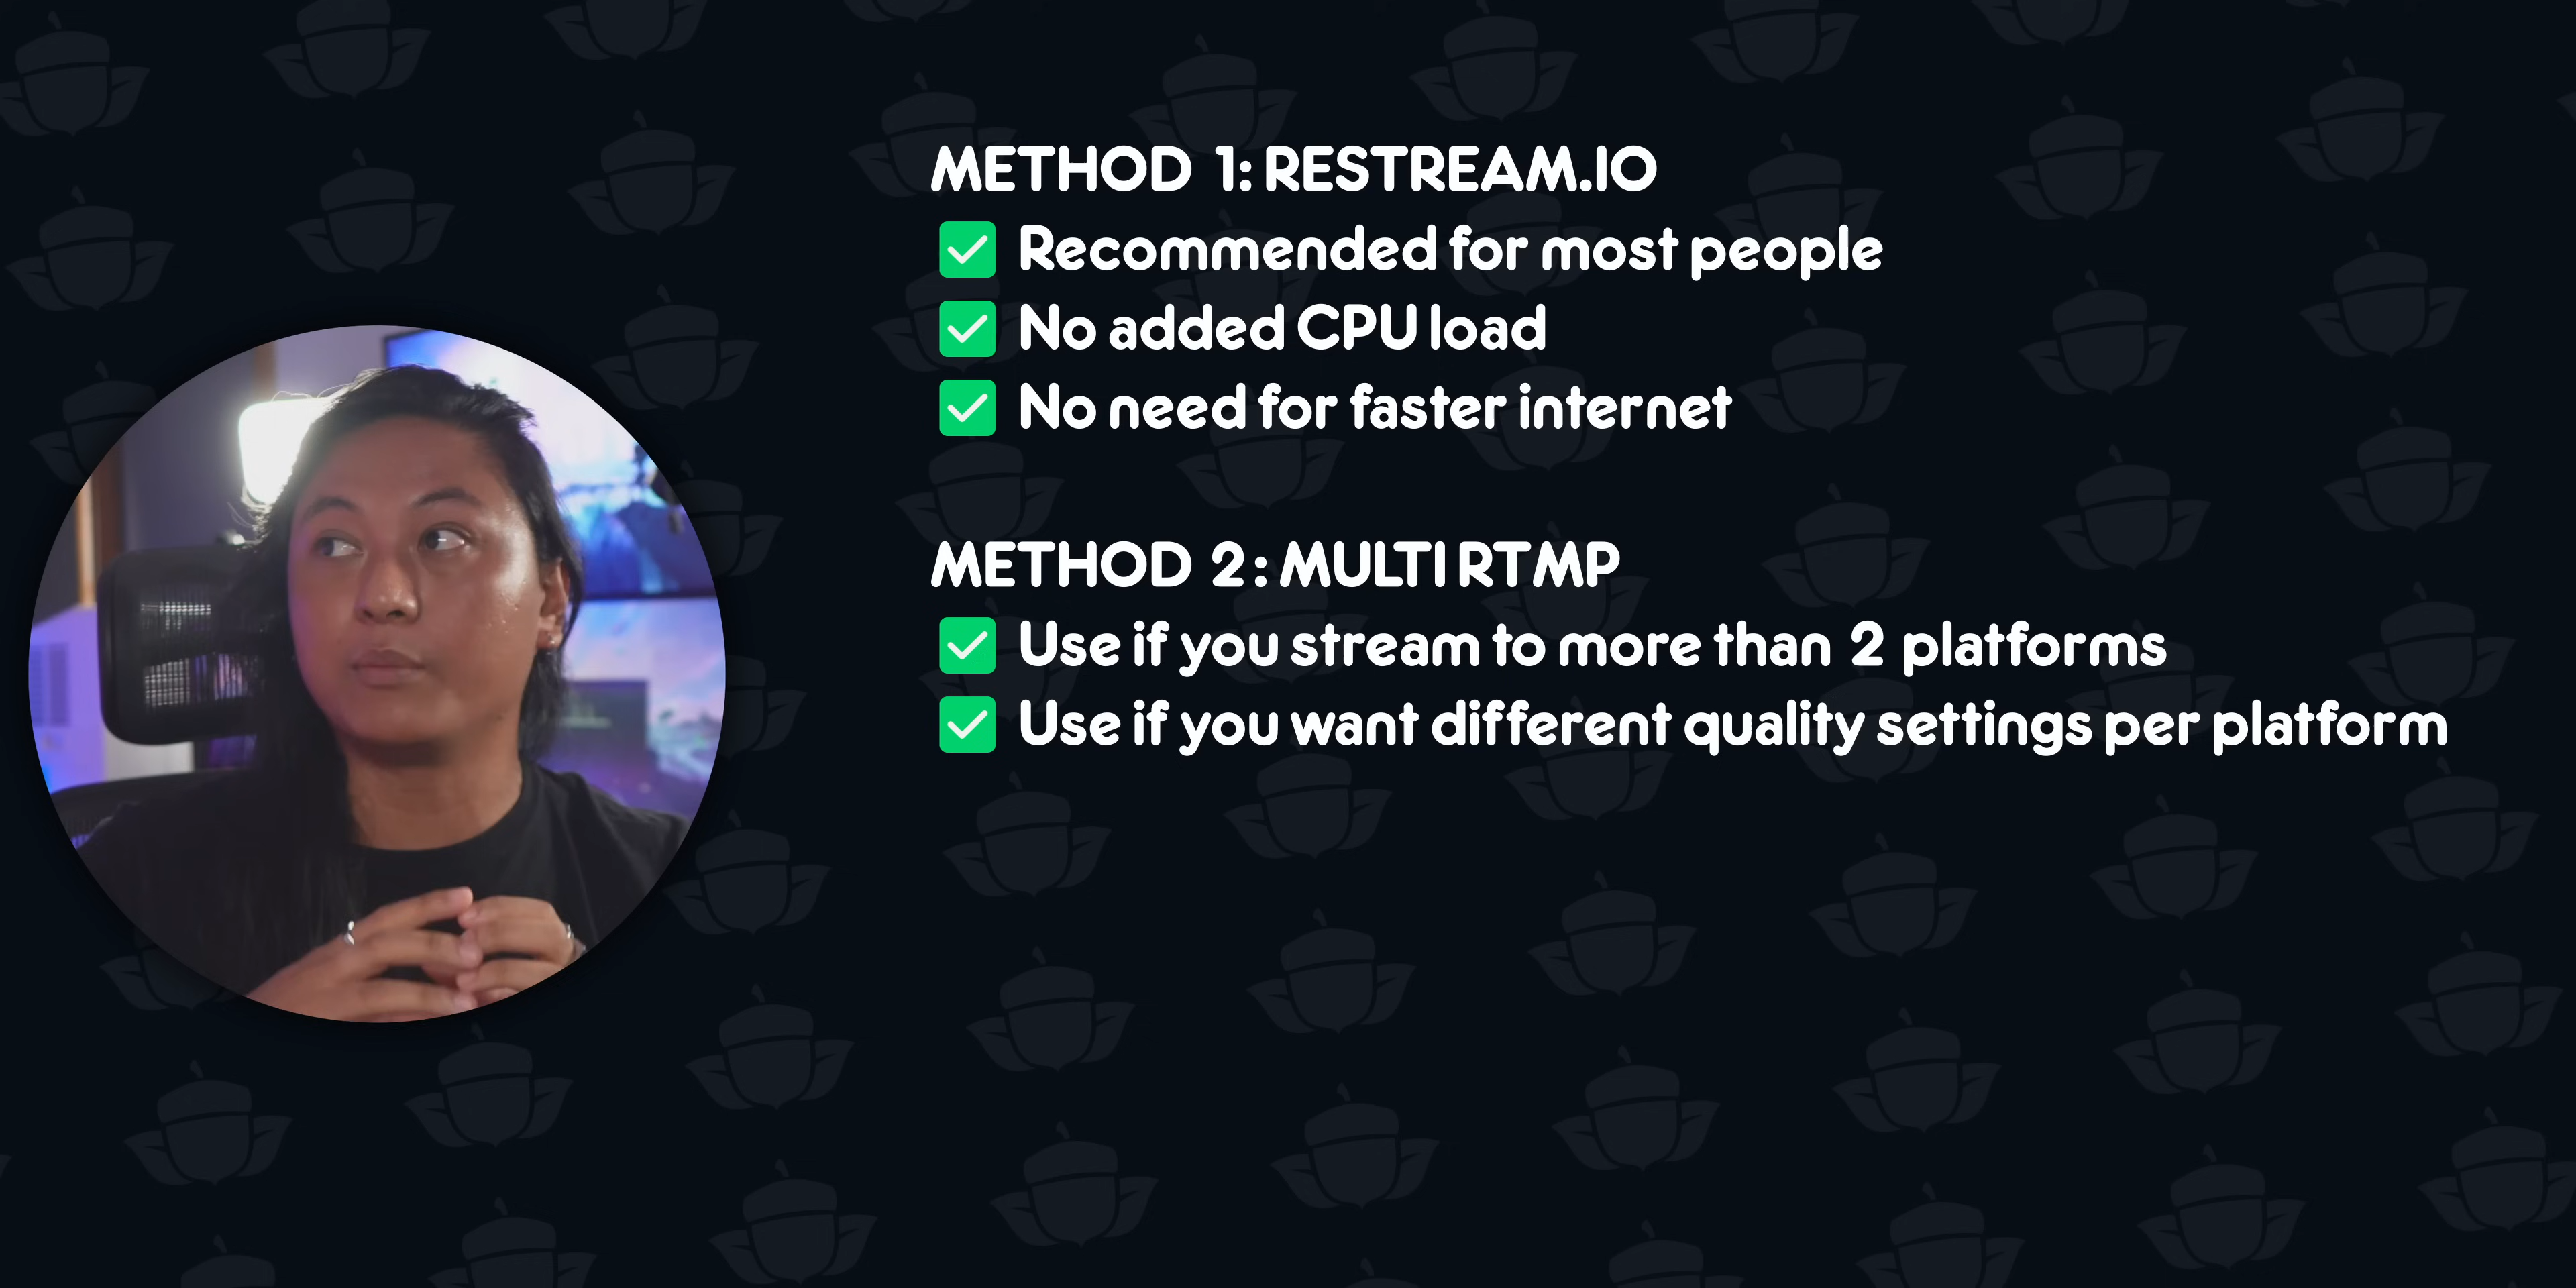 METHOD 1: RESTREAM.IO
✅ Recommended for most people
✅ No added CPU load
✅ No need for faster internet
METHOD 2: MULTI RTMP
✅ Use if you stream to more than 2 platforms
✅ Use if you want different quality settings per platform